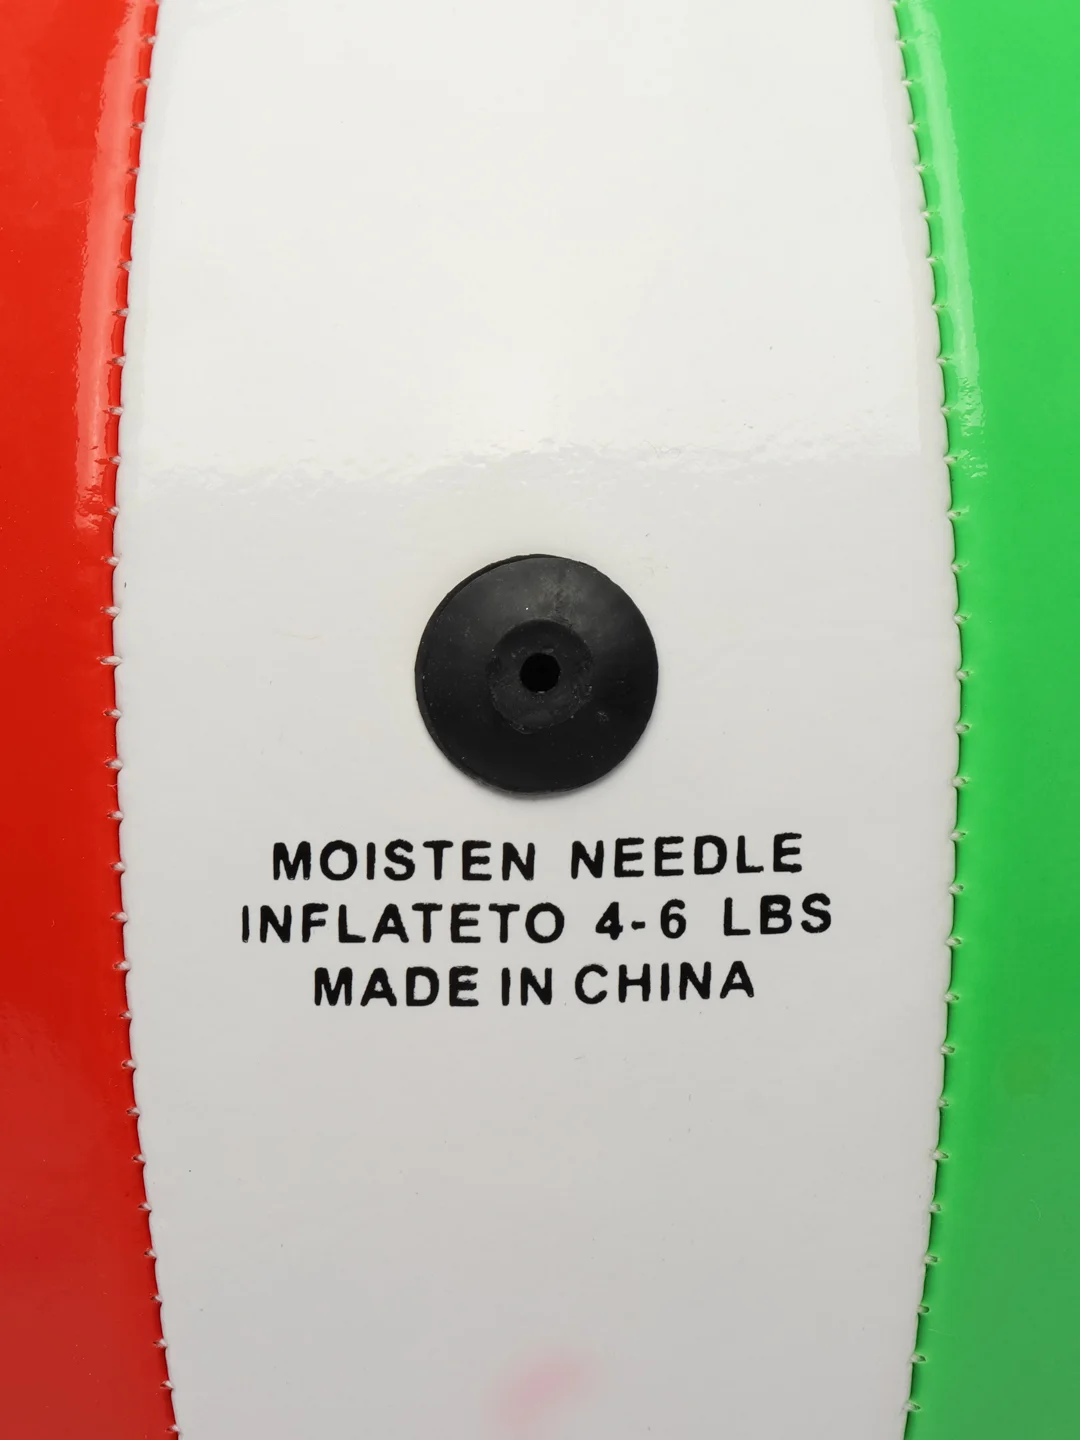 MOISTEN NEEDLE
INFLATETO 4-6 LBS
MADE IN CHINA